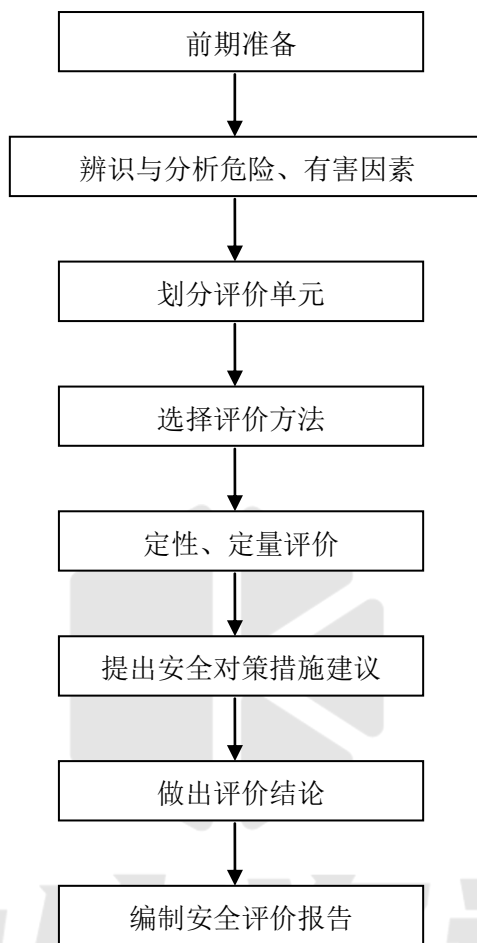 前期准备
辨识与分析危险、有害因素
划分评价单元
选择评价方法
定性、定量评价
提出安全对策措施建议
做出评价结论
编制安全评价报告